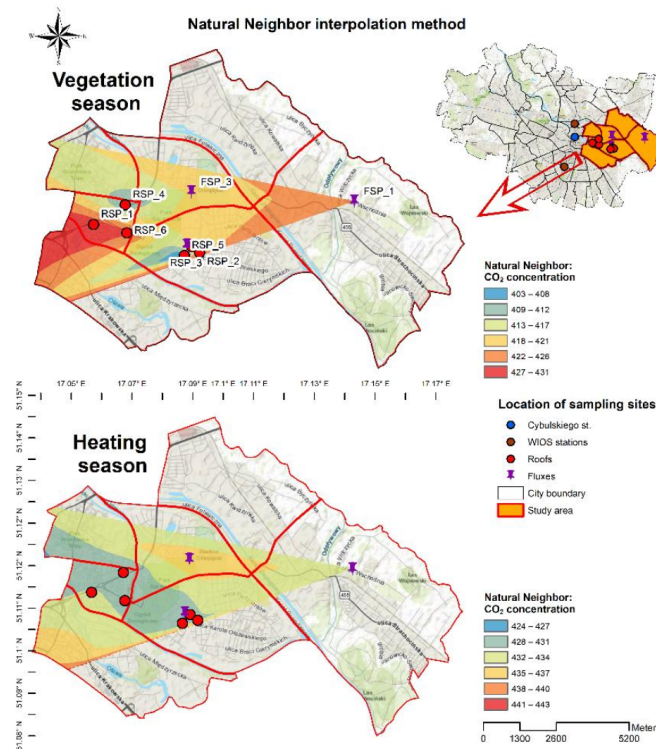 Natural Neighbor interpolation method
Vegetation
season
FSP_3
FSP_1
RSP_4
RSP_1
RSP_6
RSP_5
RSP_3
RSP_2
455
Natural Neighbor:
CO₂ concentration
403 – 408
409 – 412
413 – 417
418 – 421
422 – 426
427 – 431
17.05° E
17.07° E
17.09° E
17.1° E
17.11° E
17.13° E
17.15° E
17.17° E
51.15° N
51.14° N
51.13° N
51.12° N
51.12° N
51.11° N
51.1° N
51.09° N
51.08° N
Heating
season
455
Location of sampling sites
Cybulskiego st.
WIOS stations
Roofs
Fluxes
City boundary
Study area
Natural Neighbor:
CO₂ concentration
424 – 427
428 – 431
432 – 434
435 – 437
438 – 440
441 – 443
Meter
0 1300 2600 5200